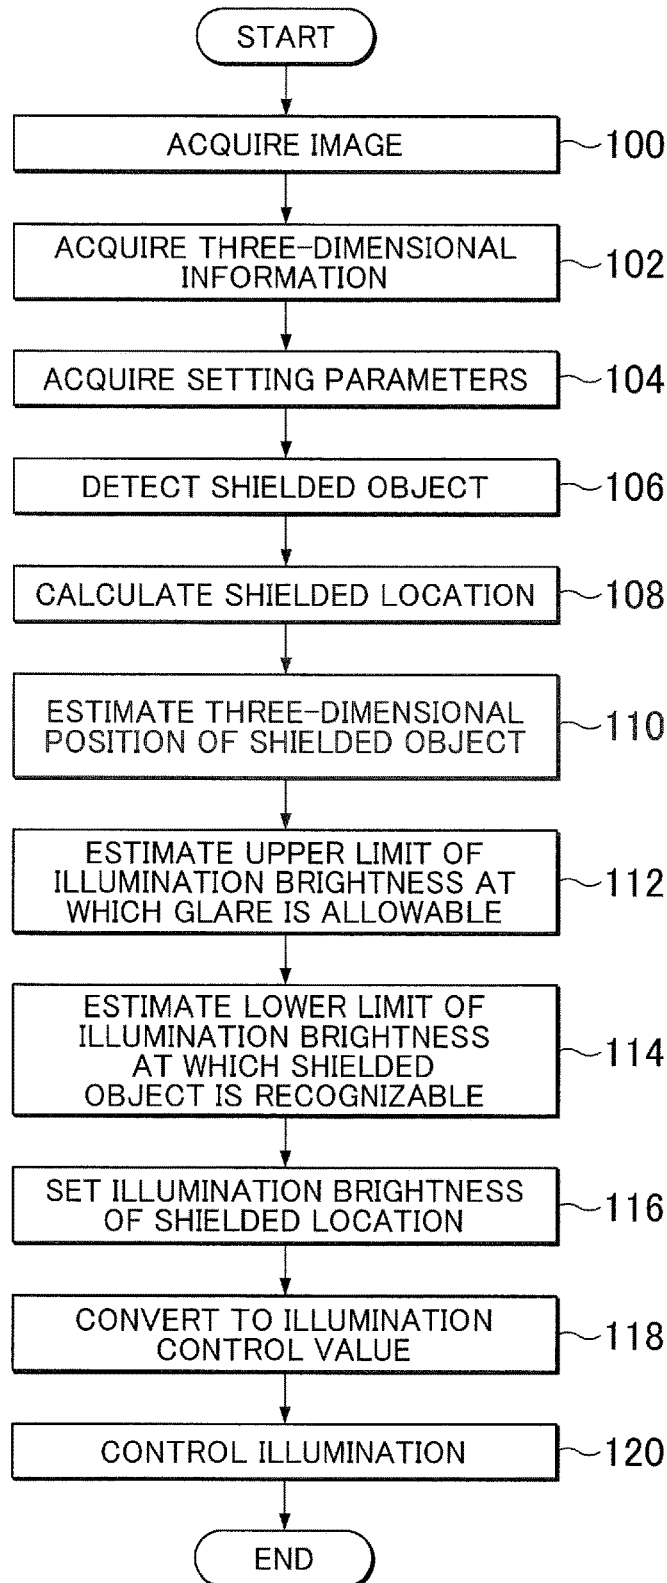 START
ACQUIRE IMAGE
100
ACQUIRE THREE-DIMENSIONAL
INFORMATION
102
ACQUIRE SETTING PARAMETERS
104
DETECT SHIELDED OBJECT
106
CALCULATE SHIELDED LOCATION
108
ESTIMATE THREE-DIMENSIONAL
POSITION OF SHIELDED OBJECT
110
ESTIMATE UPPER LIMIT OF
ILLUMINATION BRIGHTNESS AT
WHICH GLARE IS ALLOWABLE
112
ESTIMATE LOWER LIMIT OF
ILLUMINATION BRIGHTNESS
AT WHICH SHIELDED
OBJECT IS RECOGNIZABLE
114
SET ILLUMINATION BRIGHTNESS
OF SHIELDED LOCATION
116
CONVERT TO ILLUMINATION
CONTROL VALUE
118
CONTROL ILLUMINATION
120
END